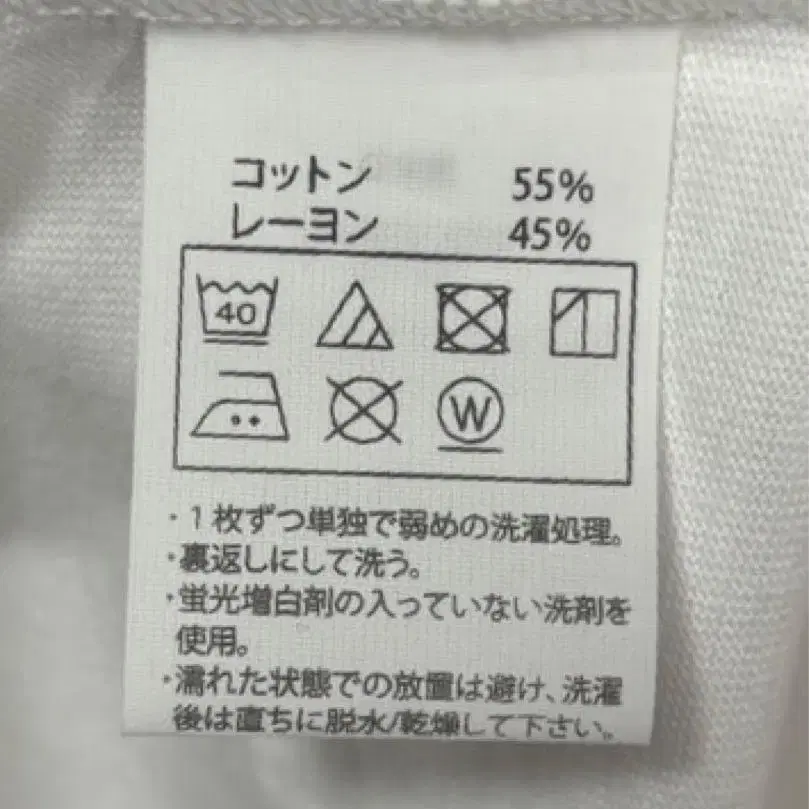 コットン 55%
レーヨン 45%
40
W
・1枚ずつ単独で弱めの洗濯処理。
・裏返しにして洗う。
・蛍光増白剤の入っていない洗剤を
使用。
・濡れた状態での放置は避け、洗濯
後は直ちに脱水/乾燥して下さい。